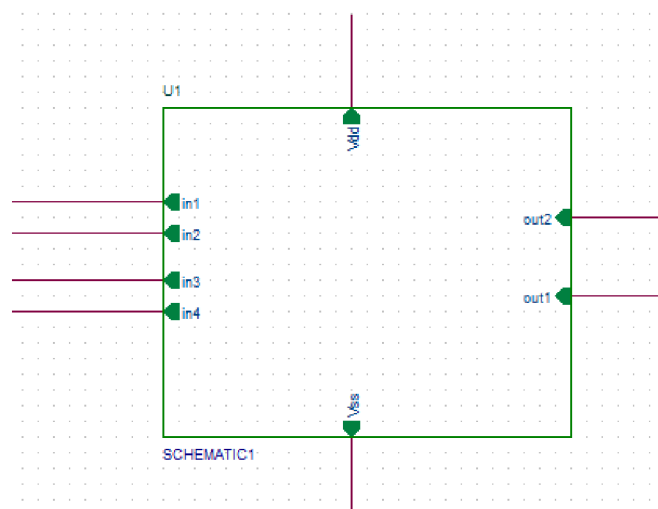 U1
Vdd
in1
in2
out2
in3
out1
in4
Vss
SCHEMATIC1